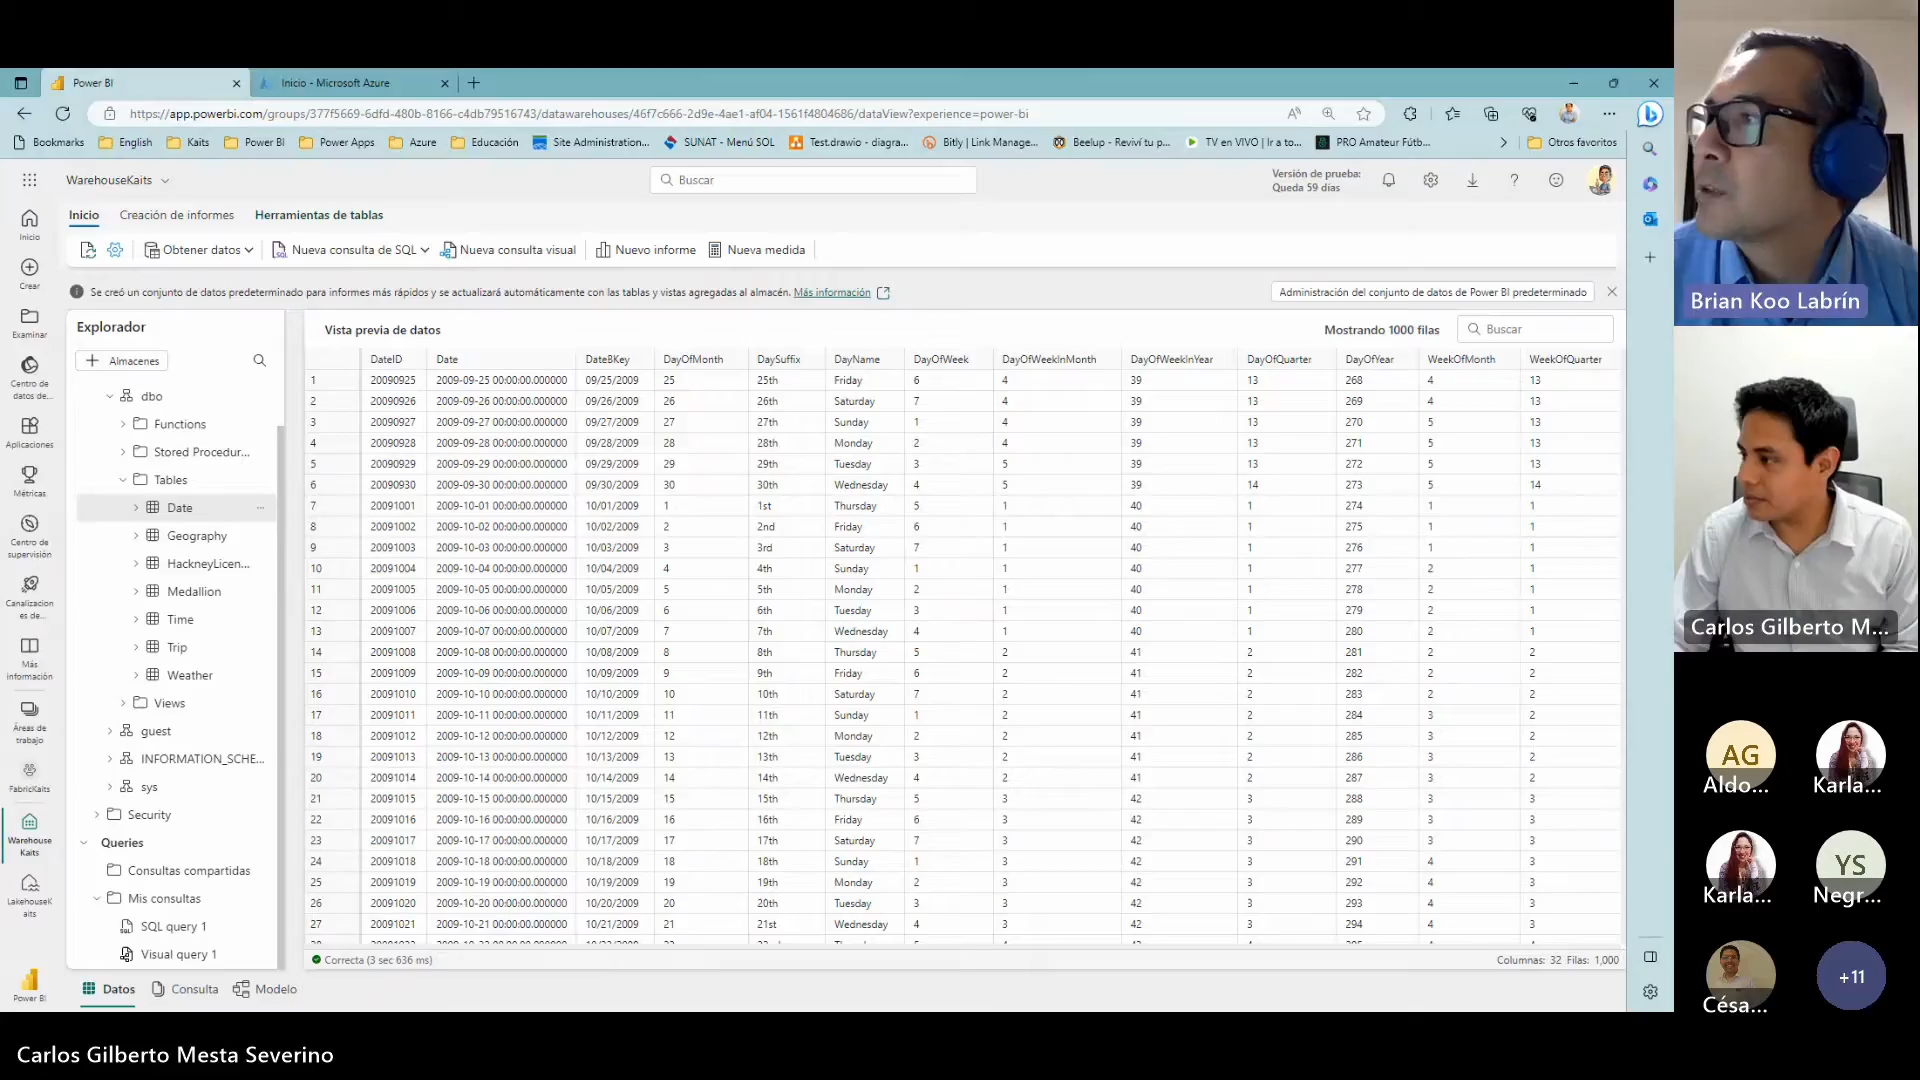 Power BI
Inicio - Microsoft Azure
https://app.powerbi.com/groups/377f5669-6dfd-480b-8166-c4db79516743/datawarehouses/46f7c666-2d9e-4ae1-af04-1561f4804686/dataView?experience=power-bi
Bookmarks English Kaits Power BI Power Apps Azure Educación Site Administration... SUNAT - Menú SOL Test.drawio - diagra... Bitly | Link Manage... Beelup - Reviví tu p... TV en VIVO | Ir a to... PRO Amateur Fútb... Otros favoritos
WarehouseKaits
Buscar
Versión de prueba:
Queda 59 días
Inicio Creación de informes Herramientas de tablas
Obtener datos Nueva consulta de SQL Nueva consulta visual Nuevo informe Nueva medida
Se creó un conjunto de datos predeterminado para informes más rápidos y se actualizará automáticamente con las tablas y vistas agregadas al almacén. Más información
Administración del conjunto de datos de Power BI predeterminado
Inicio
Crear
Examinar
Centro de
datos de...
Aplicaciones
Métricas
Centro de
supervisión
Canalizacion
es de...
Más
información
Áreas de
trabajo
FabricKaits
Warehouse
Kaits
LakehouseK
aits
Power BI
Explorador
Almacenes
dbo
Functions
Stored Procedur...
Tables
Date ...
Geography
HackneyLicen...
Medallion
Time
Trip
Weather
Views
guest
INFORMATION_SCHE...
sys
Security
Queries
Consultas compartidas
Mis consultas
SQL query 1
Visual query 1
Vista previa de datos
Mostrando 1000 filas
Buscar
DateID Date DateBKey DayOfMonth DaySuffix DayName DayOfWeek DayOfWeekInMonth DayOfWeekInYear DayOfQuarter DayOfYear WeekOfMonth WeekOfQuarter
1 20090925 2009-09-25 00:00:00.000000 09/25/2009 25 25th Friday 6 4 39 13 268 4 13
2 20090926 2009-09-26 00:00:00.000000 09/26/2009 26 26th Saturday 7 4 39 13 269 4 13
3 20090927 2009-09-27 00:00:00.000000 09/27/2009 27 27th Sunday 1 4 39 13 270 5 13
4 20090928 2009-09-28 00:00:00.000000 09/28/2009 28 28th Monday 2 4 39 13 271 5 13
5 20090929 2009-09-29 00:00:00.000000 09/29/2009 29 29th Tuesday 3 5 39 13 272 5 13
6 20090930 2009-09-30 00:00:00.000000 09/30/2009 30 30th Wednesday 4 5 39 14 273 5 14
7 20091001 2009-10-01 00:00:00.000000 10/01/2009 1 1st Thursday 5 1 40 1 274 1 1
8 20091002 2009-10-02 00:00:00.000000 10/02/2009 2 2nd Friday 6 1 40 1 275 1 1
9 20091003 2009-10-03 00:00:00.000000 10/03/2009 3 3rd Saturday 7 1 40 1 276 1 1
10 20091004 2009-10-04 00:00:00.000000 10/04/2009 4 4th Sunday 1 1 40 1 277 2 1
11 20091005 2009-10-05 00:00:00.000000 10/05/2009 5 5th Monday 2 1 40 1 278 2 1
12 20091006 2009-10-06 00:00:00.000000 10/06/2009 6 6th Tuesday 3 1 40 1 279 2 1
13 20091007 2009-10-07 00:00:00.000000 10/07/2009 7 7th Wednesday 4 1 40 1 280 2 1
14 20091008 2009-10-08 00:00:00.000000 10/08/2009 8 8th Thursday 5 2 41 2 281 2 2
15 20091009 2009-10-09 00:00:00.000000 10/09/2009 9 9th Friday 6 2 41 2 282 2 2
16 20091010 2009-10-10 00:00:00.000000 10/10/2009 10 10th Saturday 7 2 41 2 283 2 2
17 20091011 2009-10-11 00:00:00.000000 10/11/2009 11 11th Sunday 1 2 41 2 284 3 2
18 20091012 2009-10-12 00:00:00.000000 10/12/2009 12 12th Monday 2 2 41 2 285 3 2
19 20091013 2009-10-13 00:00:00.000000 10/13/2009 13 13th Tuesday 3 2 41 2 286 3 2
20 20091014 2009-10-14 00:00:00.000000 10/14/2009 14 14th Wednesday 4 2 41 2 287 3 2
21 20091015 2009-10-15 00:00:00.000000 10/15/2009 15 15th Thursday 5 3 42 3 288 3 3
22 20091016 2009-10-16 00:00:00.000000 10/16/2009 16 16th Friday 6 3 42 3 289 3 3
23 20091017 2009-10-17 00:00:00.000000 10/17/2009 17 17th Saturday 7 3 42 3 290 3 3
24 20091018 2009-10-18 00:00:00.000000 10/18/2009 18 18th Sunday 1 3 42 3 291 4 3
25 20091019 2009-10-19 00:00:00.000000 10/19/2009 19 19th Monday 2 3 42 3 292 4 3
26 20091020 2009-10-20 00:00:00.000000 10/20/2009 20 20th Tuesday 3 3 42 3 293 4 3
27 20091021 2009-10-21 00:00:00.000000 10/21/2009 21 21st Wednesday 4 3 42 3 294 4 3
Correcta (3 sec 636 ms)
Columnas: 32 Filas: 1,000
Datos Consulta Modelo
Brian Koo Labrín
Carlos Gilberto M...
AG
Aldo...
Karla...
Karla...
YS
Negr...
Césa...
+11
Carlos Gilberto Mesta Severino